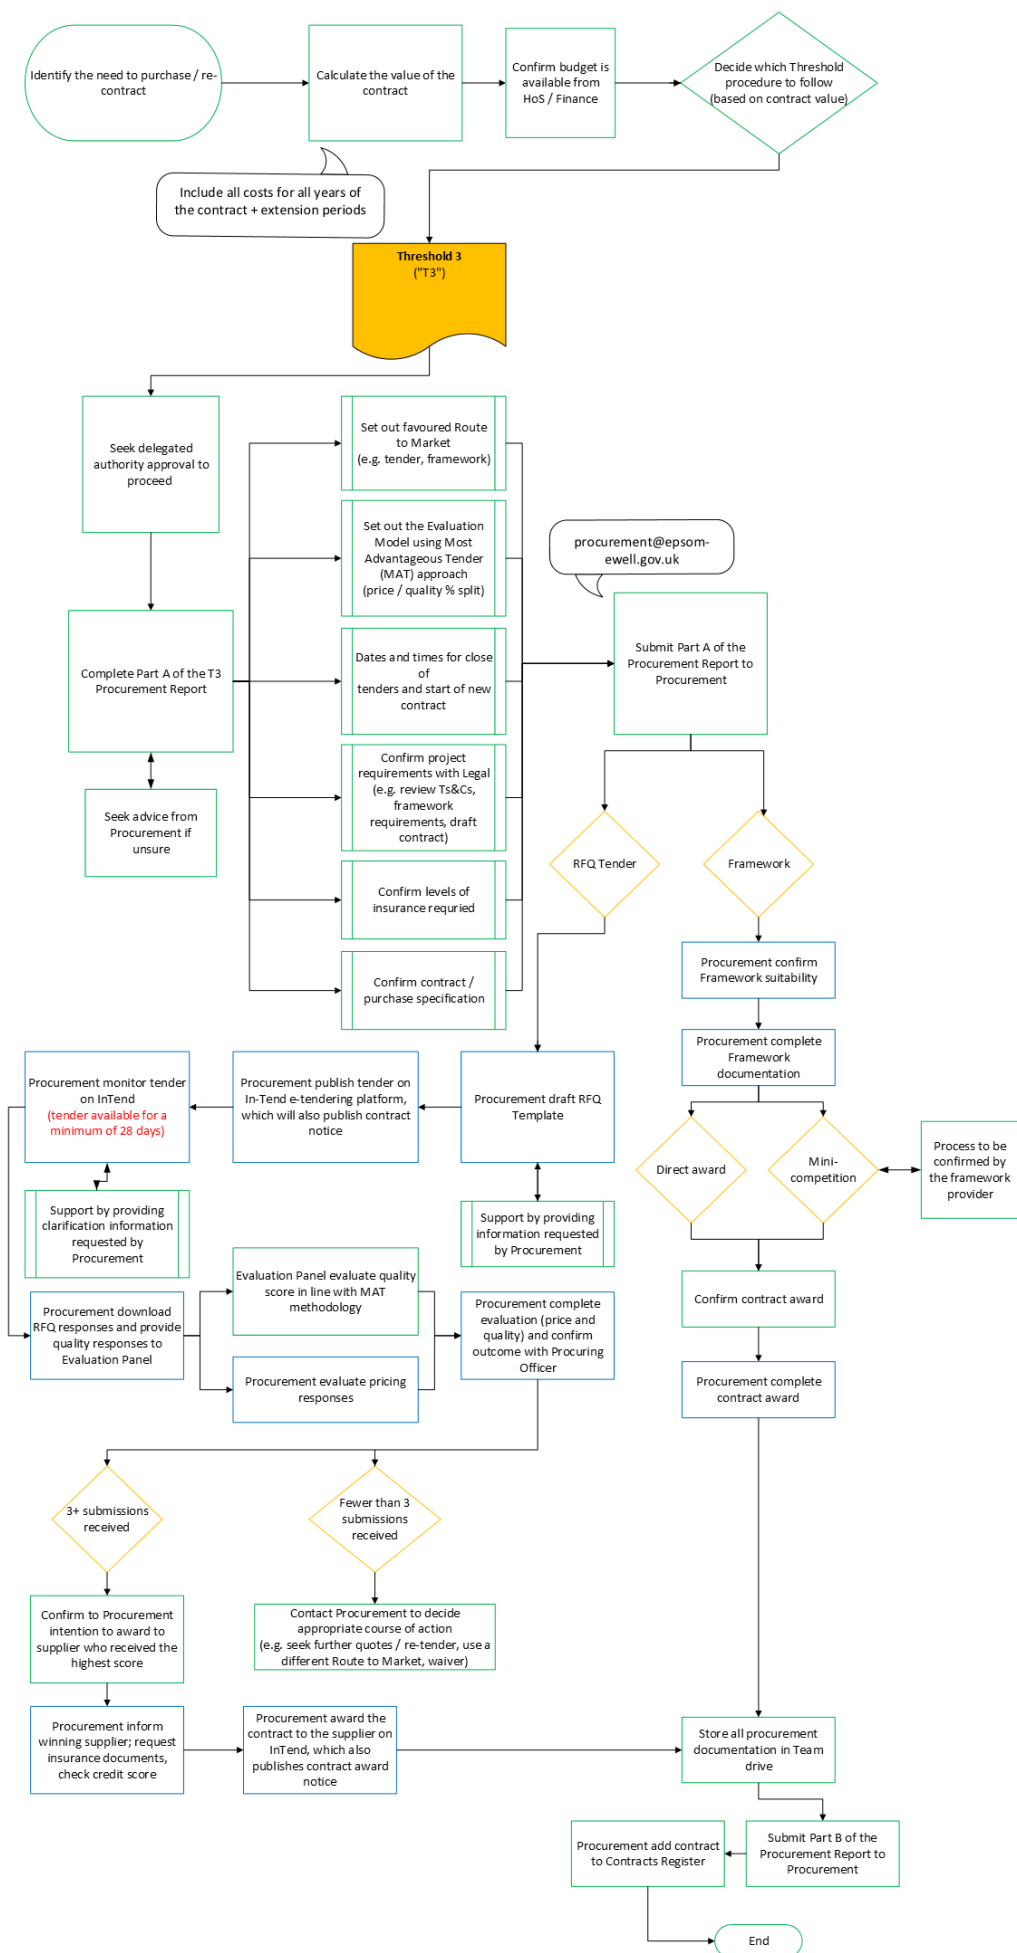 Identify the need to purchase / re-
contract
Calculate the value of the
contract
Confirm budget is
available from
HoS / Finance
Decide which Threshold
procedure to follow
(based on contract value)
Include all costs for all years of
the contract + extension periods
Threshold 3
("T3")
Seek delegated
authority approval to
proceed
Set out favoured Route
to Market
(e.g. tender, framework)
Set out the Evaluation
Model using Most
Advantageous Tender
(MAT) approach
(price / quality % split)
procurement@epsom-
ewell.gov.uk
Complete Part A of the T3
Procurement Report
Dates and times for close
of
tenders and start of new
contract
Submit Part A of the
Procurement Report to
Procurement
Seek advice from
Procurement if
unsure
Confirm project
requirements with Legal
(e.g. review Ts&Cs,
framework
requirements, draft
contract)
RFQ Tender
Framework
Confirm levels of
insurance requried
Confirm contract /
purchase specification
Procurement confirm
Framework suitability
Procurement complete
Framework
documentation
Procurement monitor tender
on InTend
(tender available for a
minimum of 28 days)
Procurement publish tender on
In-Tend e-tendering platform,
which will also publish contract
notice
Procurement draft RFQ
Template
Direct award
Mini-
competition
Process to be
confirmed by
the framework
provider
Support by providing
clarification information
requested by
Procurement
Support by providing
information requested
by Procurement
Evaluation Panel evaluate quality
score in line with MAT
methodology
Confirm contract award
Procurement download
RFQ responses and provide
quality responses to
Evaluation Panel
Procurement complete
evaluation (price and
quality) and confirm
outcome with Procuring
Officer
Procurement evaluate pricing
responses
Procurement complete
contract award
3+ submissions
received
Fewer than 3
submissions
received
Confirm to Procurement
intention to award to
supplier who received the
highest score
Contact Procurement to decide
appropriate course of action
(e.g. seek further quotes / re-tender, use a
different Route to Market, waiver)
Procurement inform
winning supplier; request
insurance documents,
check credit score
Procurement award the
contract to the supplier on
InTend, which also
publishes contract award
notice
Store all procurement
documentation in Team
drive
Procurement add contract
to Contracts Register
Submit Part B of the
Procurement Report to
Procurement
End